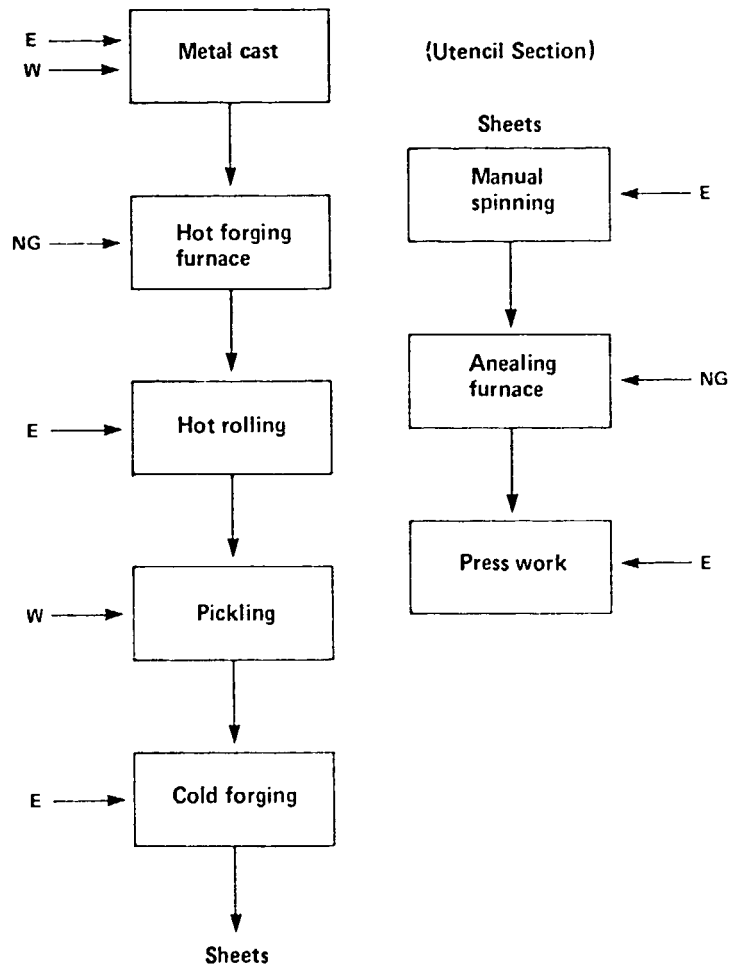 E
W
Metal cast
NG
Hot forging
furnace
E
Hot rolling
W
Pickling
E
Cold forging
Sheets
(Utencil Section)
Sheets
Manual
spinning
E
Anealing
furnace
NG
Press work
E